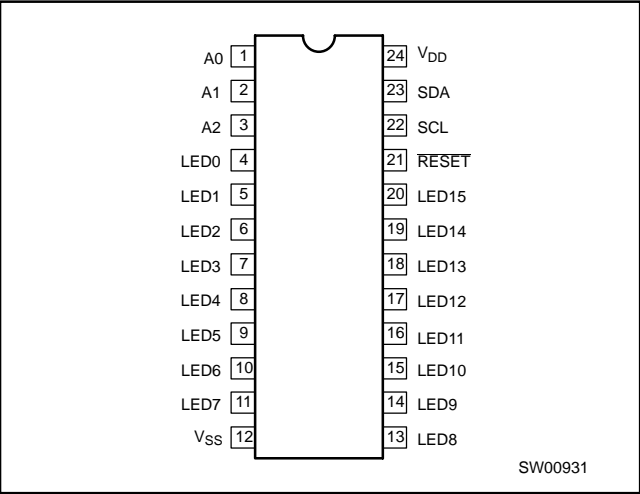 A0 1 24 VDD
A1 2 23 SDA
A2 3 22 SCL
LED0 4 21 RESET
LED1 5 20 LED15
LED2 6 19 LED14
LED3 7 18 LED13
LED4 8 17 LED12
LED5 9 16 LED11
LED6 10 15 LED10
LED7 11 14 LED9
VSS 12 13 LED8
SW00931